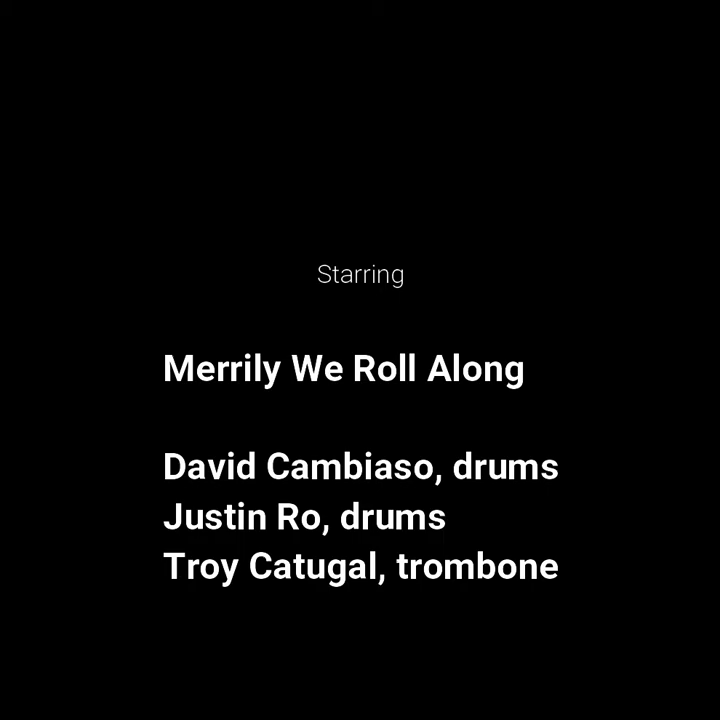 Starring
Merrily We Roll Along
David Cambiaso, drums
Justin Ro, drums
Troy Catugal, trombone